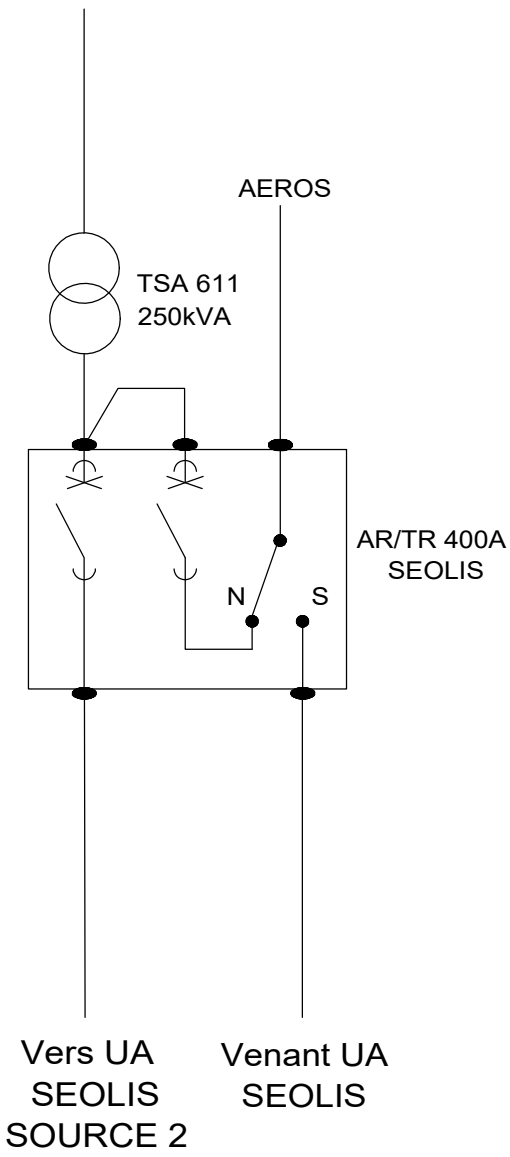 AEROS
TSA 611
250kVA
AR/TR 400A
SEOLIS
N
S
Vers UA
SEOLIS
SOURCE 2
Venant UA
SEOLIS